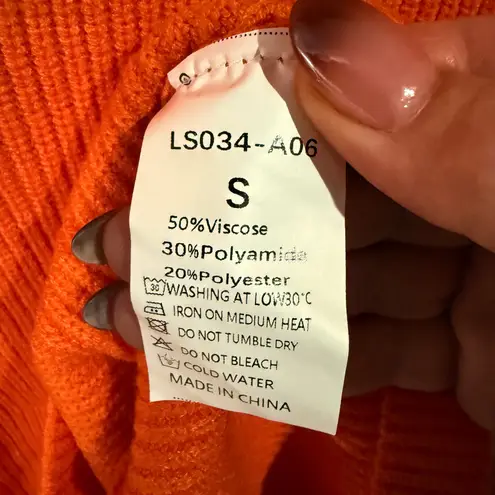 LS034-A06
S
50%Viscose
30%Polyamide
20%Polyester
30 WASHING AT LOW30°C
IRON ON MEDIUM HEAT
DO NOT TUMBLE DRY
DO NOT BLEACH
COLD WATER
MADE IN CHINA